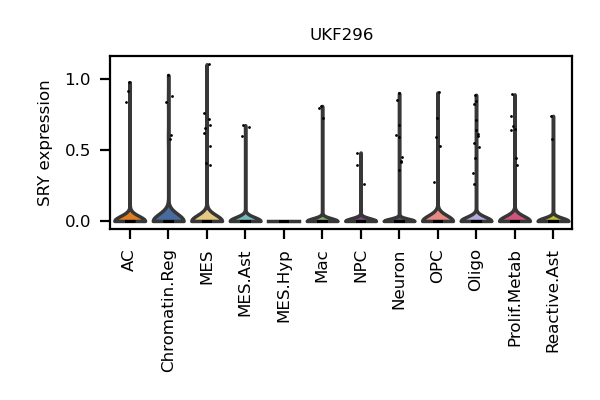 UKF296
SRY expression
1.0
0.5
0.0
AC
Chromatin.Reg
MES
MES.Ast
MES.Hyp
Mac
NPC
Neuron
OPC
Oligo
Prolif.Metab
Reactive.Ast